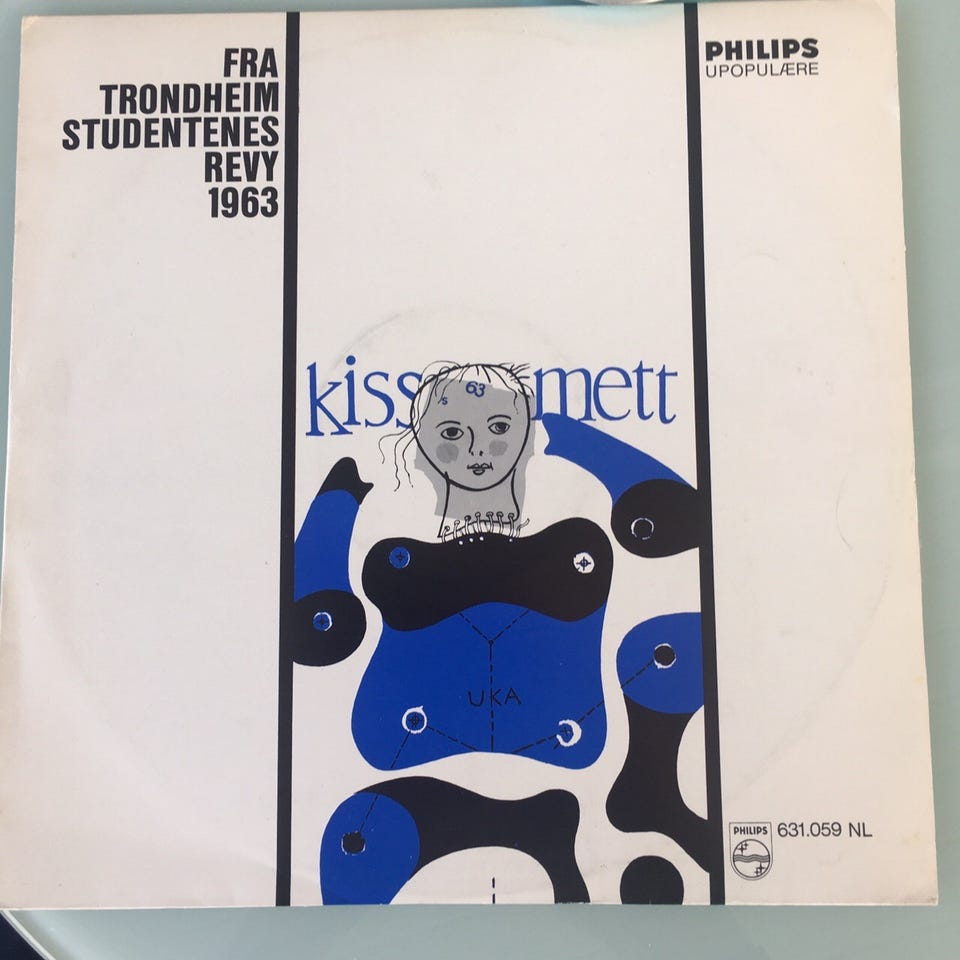 FRA
TRONDHEIM
STUDENTENES
REVY
1963
PHILIPS
UPOPULÆRE
kiss mett
s 63
UKA
PHILIPS
631.059 NL